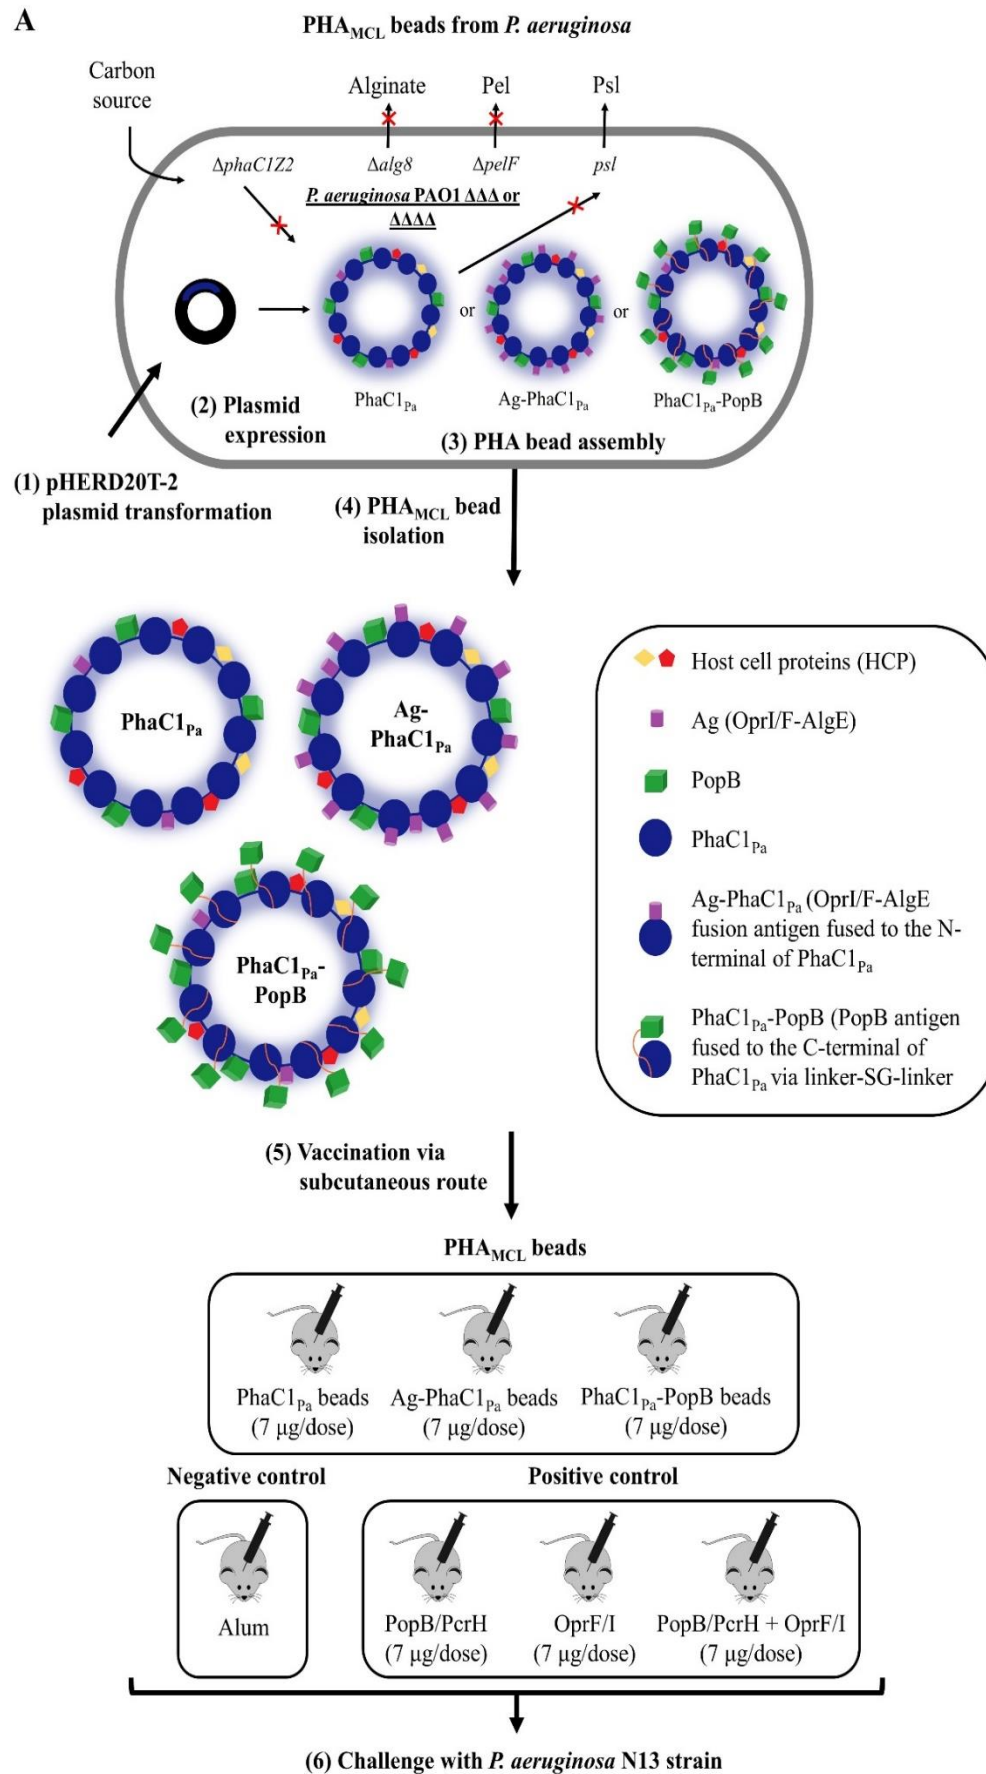 A
PHAMCL beads from P. aeruginosa
Carbon
source
Alginate
Pel
Psl
ΔphaC1Z2
Δalg8
ΔpelF
psl
P. aeruginosa PAO1 ΔΔΔ or
ΔΔΔΔ
or
or
PhaC1Pa
Ag-PhaC1Pa
PhaC1Pa-PopB
(2) Plasmid
expression
(3) PHA bead assembly
(1) pHERD20T-2
plasmid transformation
(4) PHAMCL bead
isolation
PhaC1Pa
Ag-
PhaC1Pa
PhaC1Pa-
PopB
Host cell proteins (HCP)
Ag (OprI/F-AlgE)
PopB
PhaC1Pa
Ag-PhaC1Pa (OprI/F-AlgE
fusion antigen fused to the N-
terminal of PhaC1Pa
PhaC1Pa-PopB (PopB antigen
fused to the C-terminal of
PhaC1Pa via linker-SG-linker
(5) Vaccination via
subcutaneous route
PHAMCL beads
PhaC1Pa beads
(7 μg/dose)
Ag-PhaC1Pa beads
(7 μg/dose)
PhaC1Pa-PopB beads
(7 μg/dose)
Negative control
Positive control
Alum
PopB/PcrH
(7 μg/dose)
OprF/I
(7 μg/dose)
PopB/PcrH + OprF/I
(7 μg/dose)
(6) Challenge with P. aeruginosa N13 strain